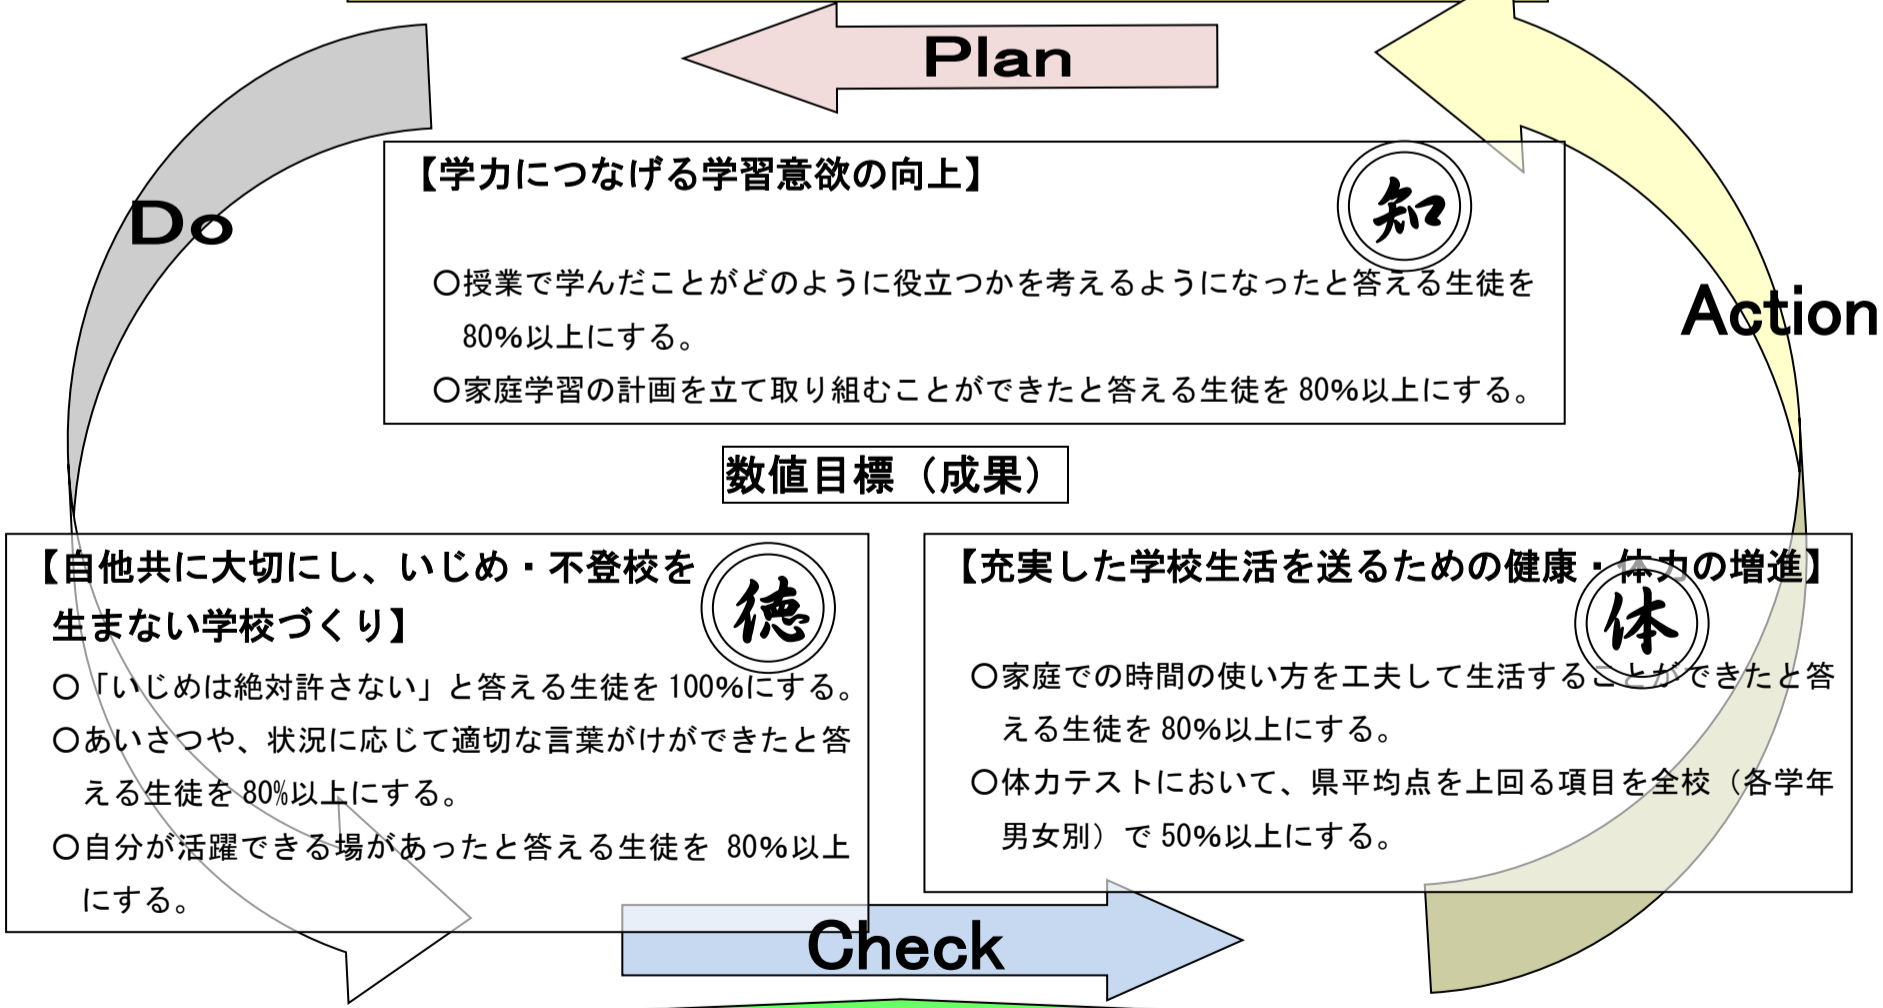 Plan
【学力につなげる学習意欲の向上】
知
Do
〇授業で学んだことがどのように役立つかを考えるようになったと答える生徒を
80%以上にする。
Action
〇家庭学習の計画を立て取り組むことができたと答える生徒を 80%以上にする。
数値目標（成果）
【自他共に大切にし、いじめ・不登校を
生まない学校づくり】
徳
〇「いじめは絶対許さない」と答える生徒を 100%にする。
〇あいさつや、状況に応じて適切な言葉がけができたと答
える生徒を 80%以上にする。
〇自分が活躍できる場があったと答える生徒を 80%以上
にする。
【充実した学校生活を送るための健康・体力の増進】
体
〇家庭での時間の使い方を工夫して生活することができたと答
える生徒を 80%以上にする。
〇体力テストにおいて、県平均点を上回る項目を全校（各学年
男女別）で 50%以上にする。
Check